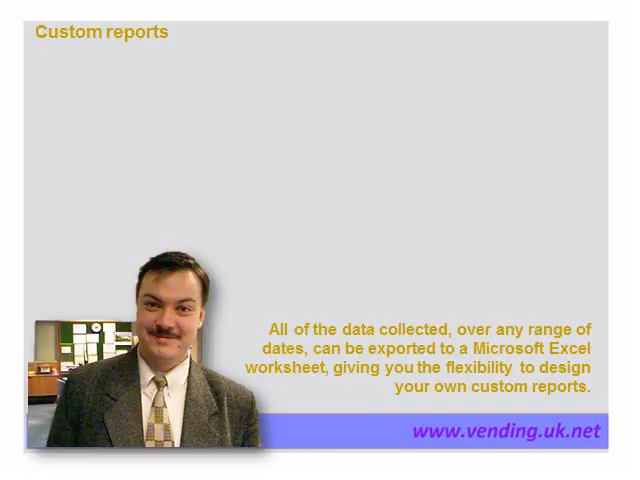 Custom reports
All of the data collected, over any range of
dates, can be exported to a Microsoft Excel
worksheet, giving you the flexibility to design
your own custom reports.
www.vending.uk.net